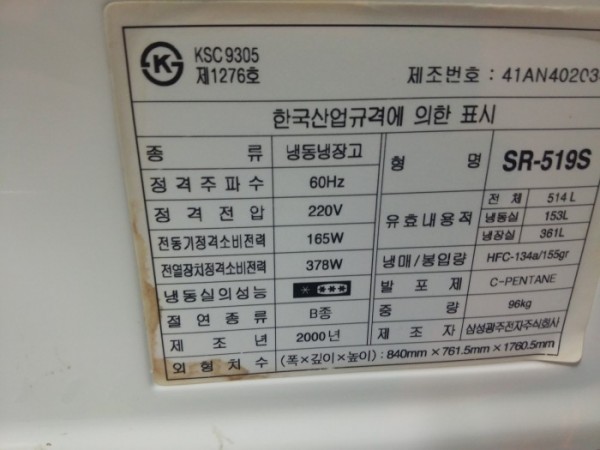 KSC 9305
제1276호
제조번호 : 41AN40203
한국산업규격에 의한 표시
종 류 냉동냉장고 형 명 SR-519S
정격주파수 60Hz
정격전압 220V
유효내용적 전 체 514 L
냉동실 153L
냉장실 361L
전동기정격소비전력 165W
전열장치정격소비전력 378W
냉매/봉입량 HFC-134a/155gr
냉동실의성능
발 포 제 C-PENTANE
절연종류 B종
중 량 96kg
제 조 년 2000년
제 조 자 삼성광주전자주식회사
외형치수 (폭×깊이×높이) : 840mm × 761.5mm × 1760.5mm